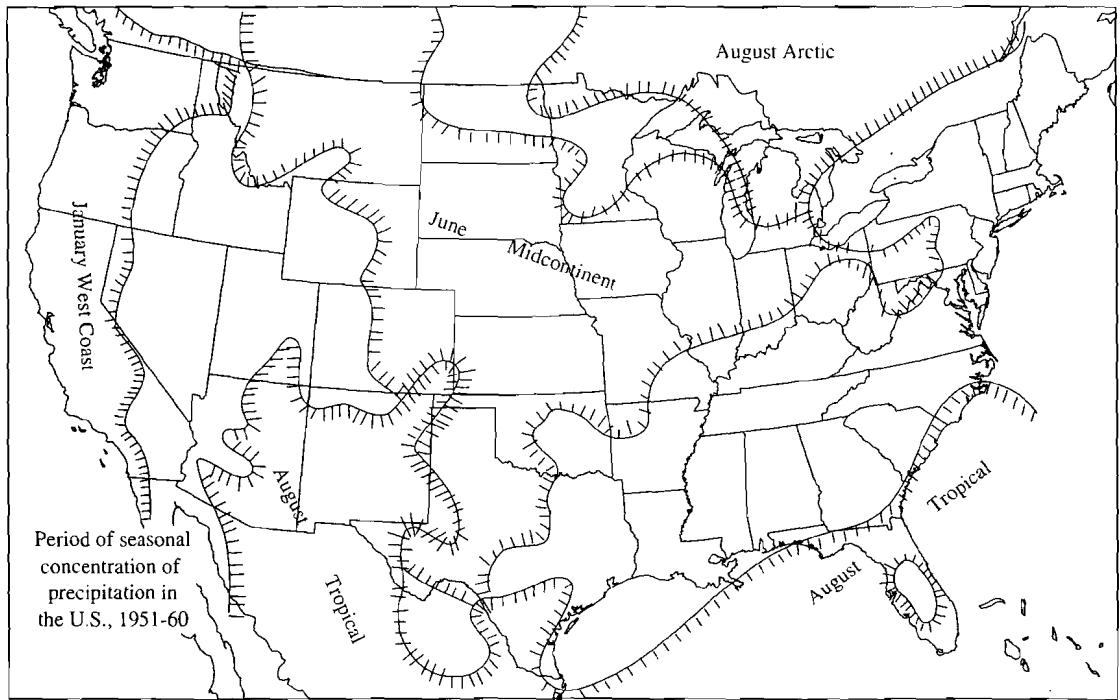 August Arctic
January West Coast
June
Midcontinent
August
Tropical
August
Tropical
Period of seasonal
concentration of
precipitation in
the U.S., 1951-60